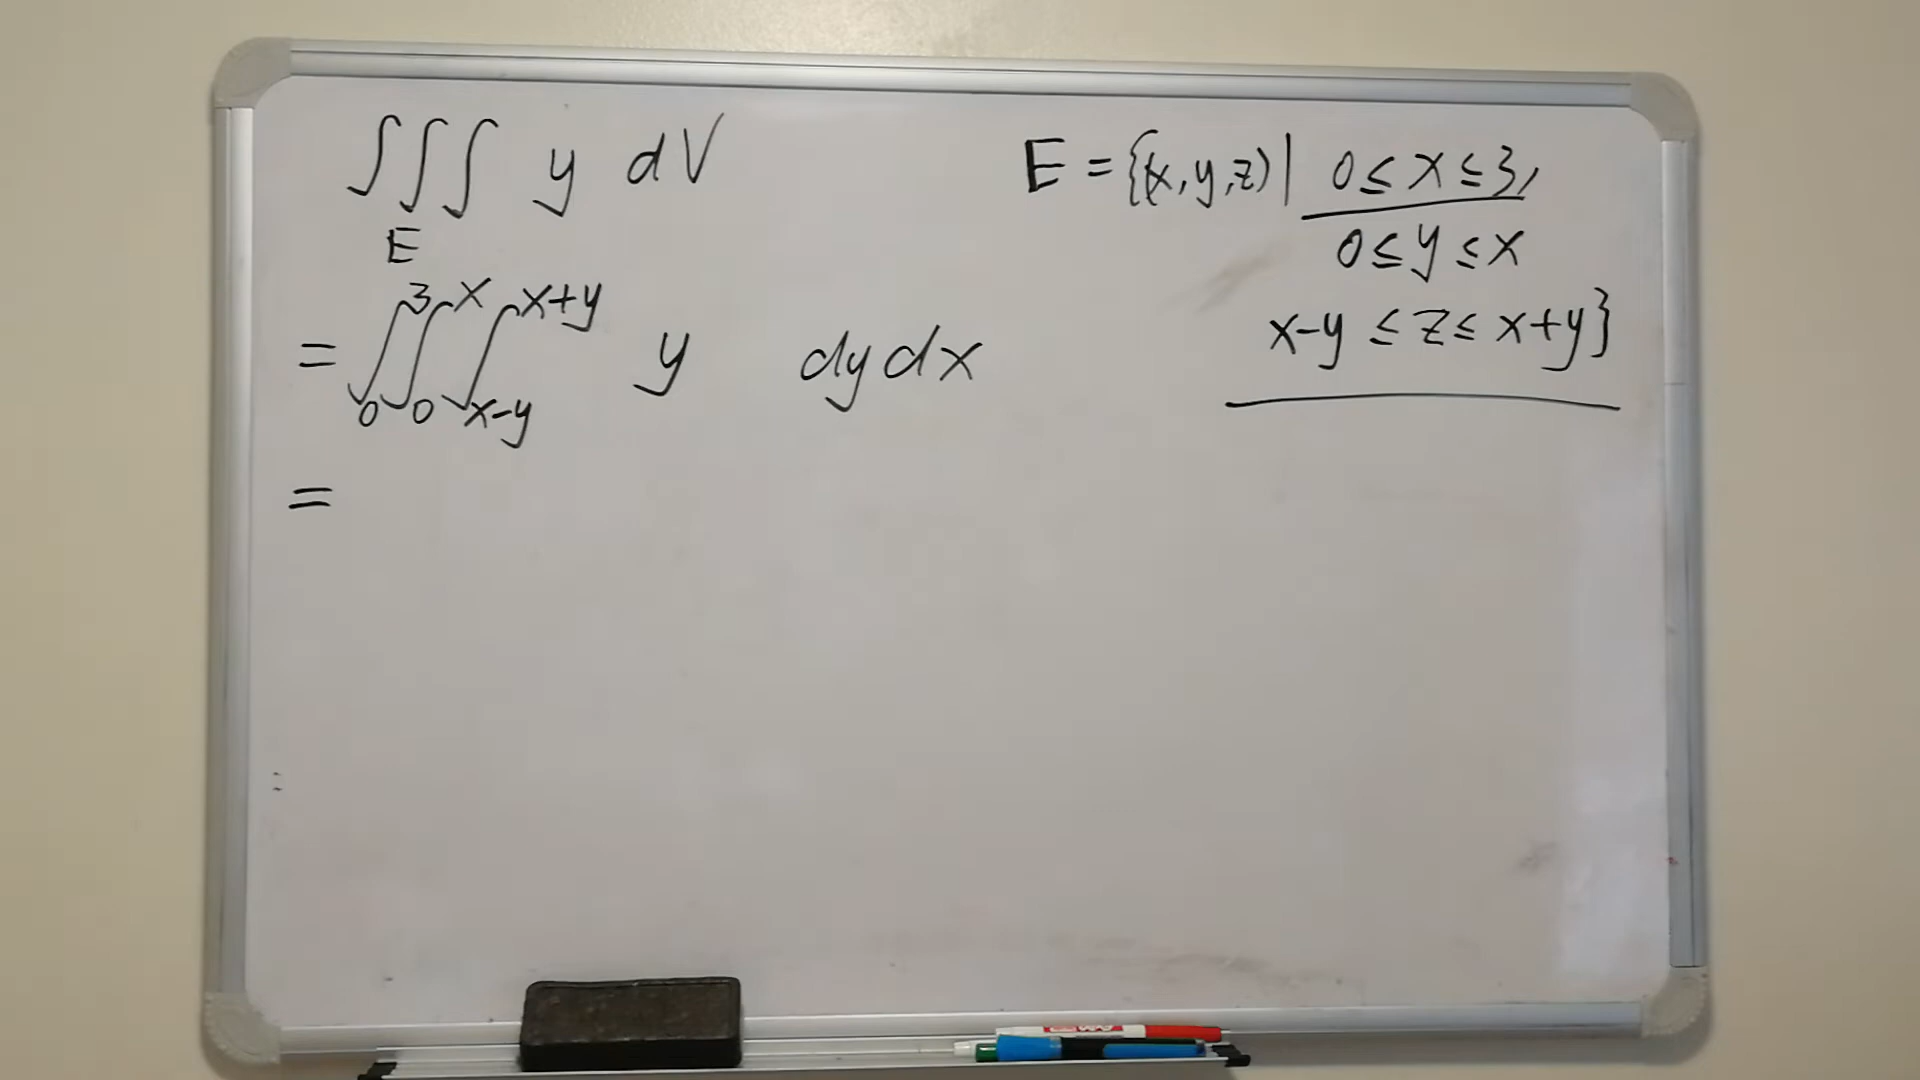 ∫∫∫ y dV
E
E = {(x,y,z)| 0≤x≤3,
0≤y≤x
x-y ≤ z ≤ x+y}
= ∫₀³ ∫₀ˣ ∫ₓ₋ᵧˣ⁺ʸ y dy dx
=